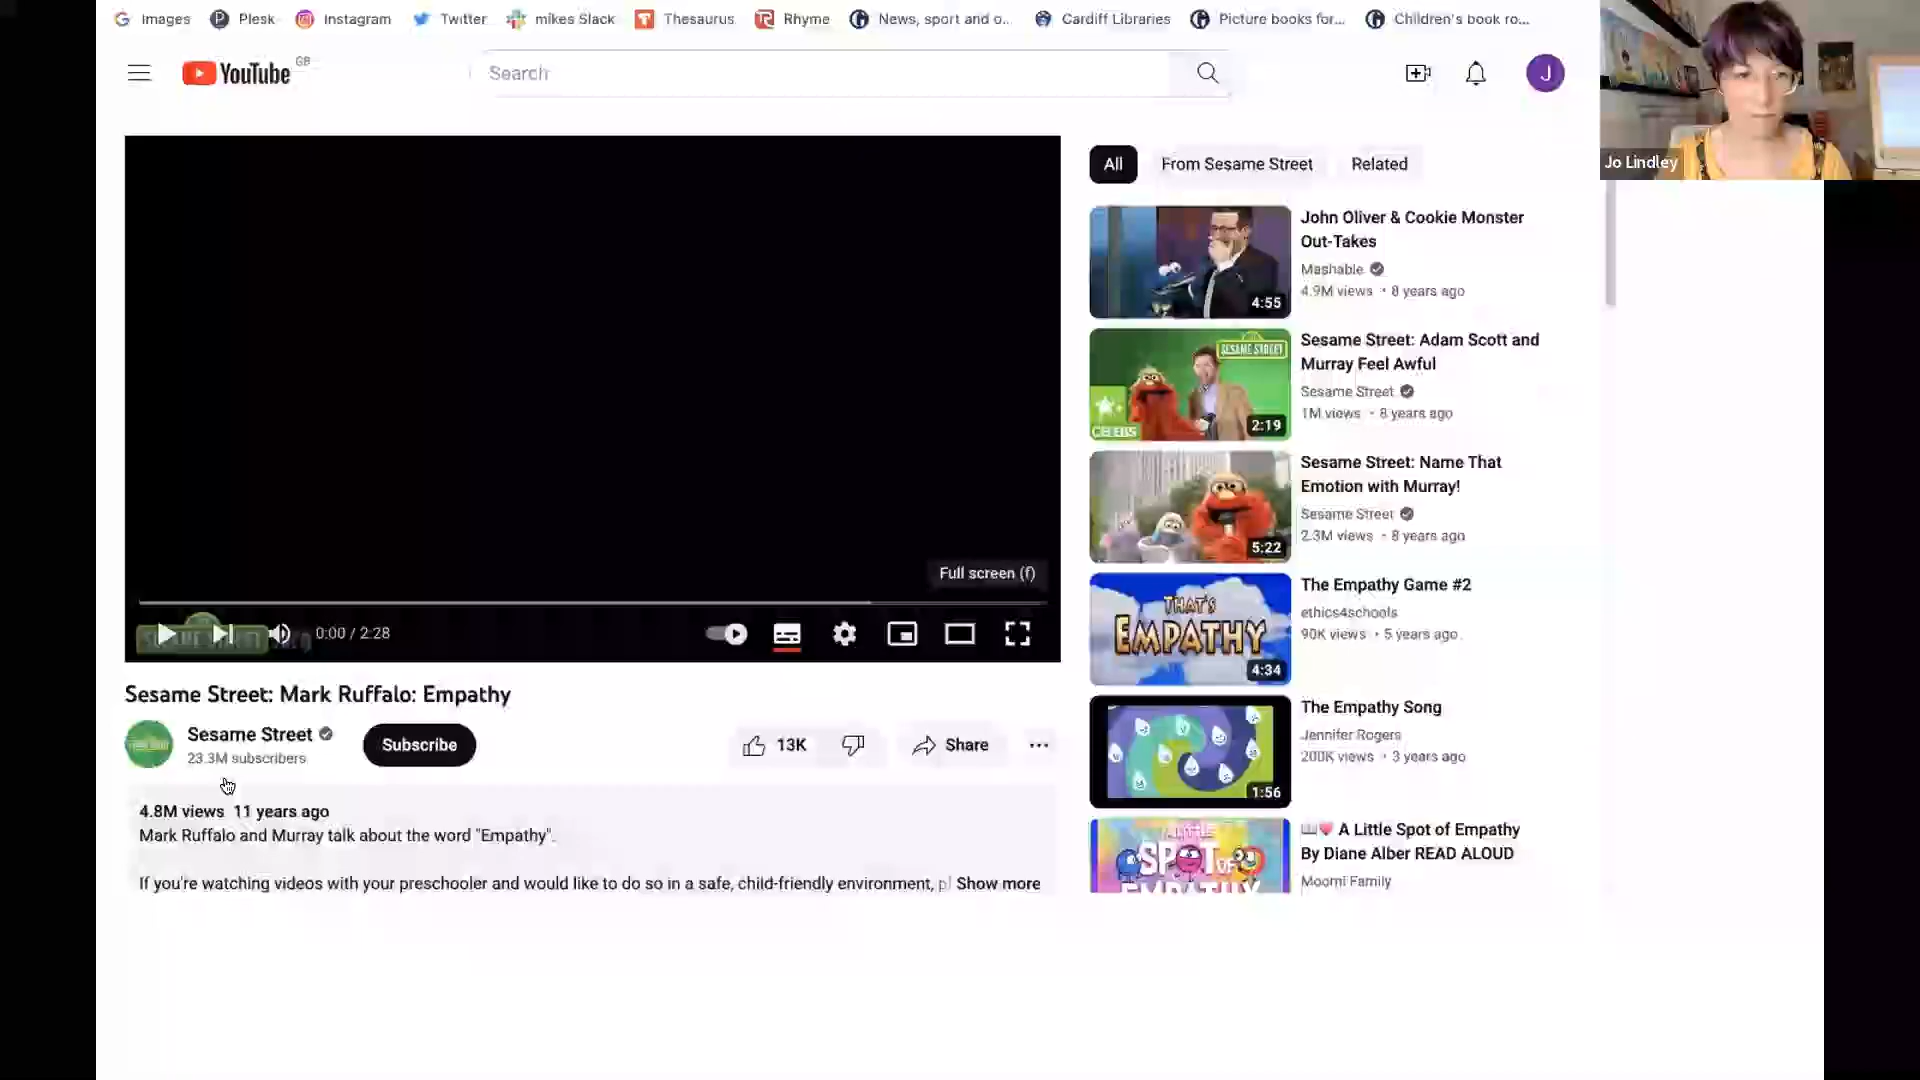 Images Plesk Instagram Twitter mikes Slack Thesaurus Rhyme News, sport and o... Cardiff Libraries Picture books for... Children's book ro...
YouTube GB
Search
J
Jo Lindley
All From Sesame Street Related
John Oliver & Cookie Monster
Out-Takes
Mashable
4.9M views • 8 years ago
4:55
Sesame Street: Adam Scott and
Murray Feel Awful
Sesame Street
1M views • 8 years ago
SESAME STREET
CELEBS
2:19
Sesame Street: Name That
Emotion with Murray!
Sesame Street
2.3M views • 8 years ago
5:22
The Empathy Game #2
ethics4schools
90K views • 5 years ago
THAT'S
EMPATHY
4:34
The Empathy Song
Jennifer Rogers
200K views • 3 years ago
1:56
A Little Spot of Empathy
By Diane Alber READ ALOUD
Moomi Family
LITTLE
SPOT OF
EMPATHY
Full screen (f)
0:00 / 2:28
Sesame Street: Mark Ruffalo: Empathy
Sesame Street
23.3M subscribers
Subscribe
13K
Share
4.8M views 11 years ago
Mark Ruffalo and Murray talk about the word "Empathy".
If you're watching videos with your preschooler and would like to do so in a safe, child-friendly environment, pl Show more